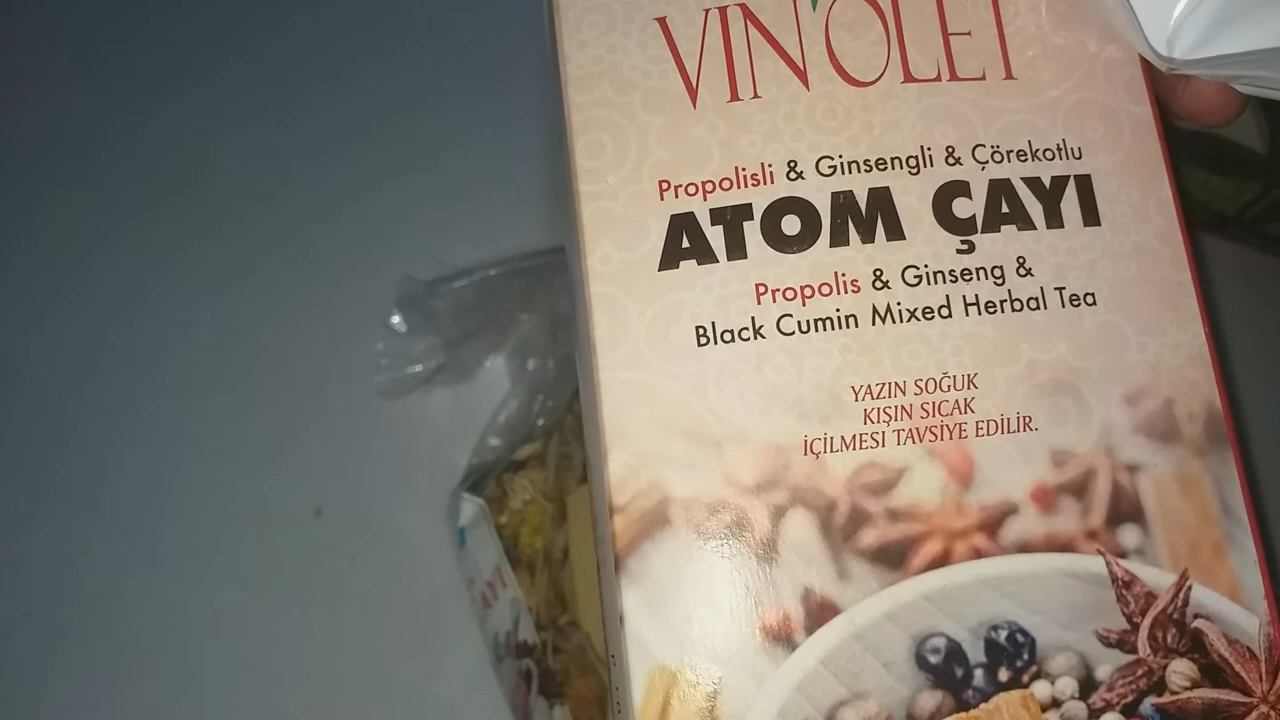 VIN'OLET
Propolisli & Ginsengli & Çörekotlu
ATOM ÇAYI
Propolis & Ginseng &
Black Cumin Mixed Herbal Tea
YAZIN SOĞUK
KIŞIN SICAK
İÇİLMESI TAVSİYE EDİLİR.